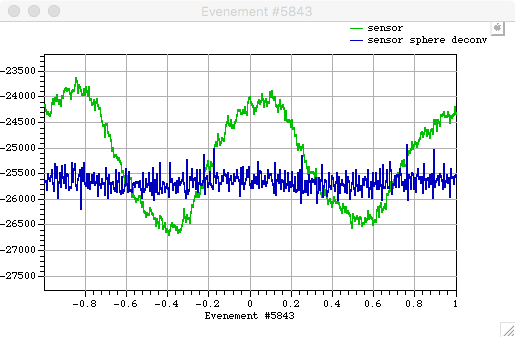 Evenement #5843
sensor
sensor sphere deconv
-23500
-24000
-24500
-25000
-25500
-26000
-26500
-27000
-27500
-0.8 -0.6 -0.4 -0.2 0 0.2 0.4 0.6 0.8 1
Evenement #5843